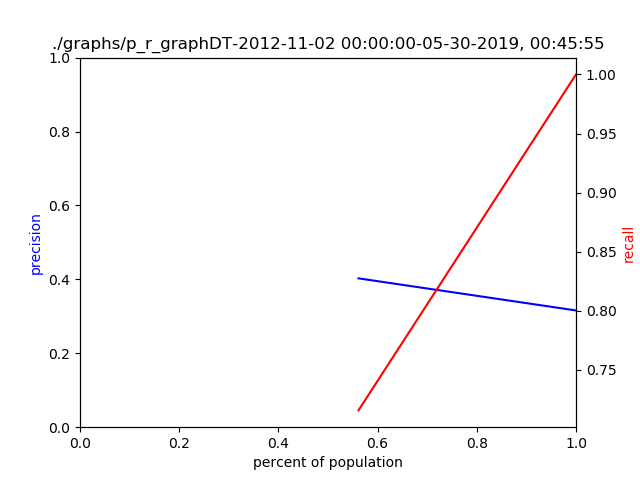 ./graphs/p_r_graphDT-2012-11-02 00:00:00-05-30-2019, 00:45:55
1.0
0.8
0.6
0.4
0.2
0.0
precision
1.00
0.95
0.90
0.85
0.80
0.75
recall
0.0 0.2 0.4 0.6 0.8 1.0
percent of population